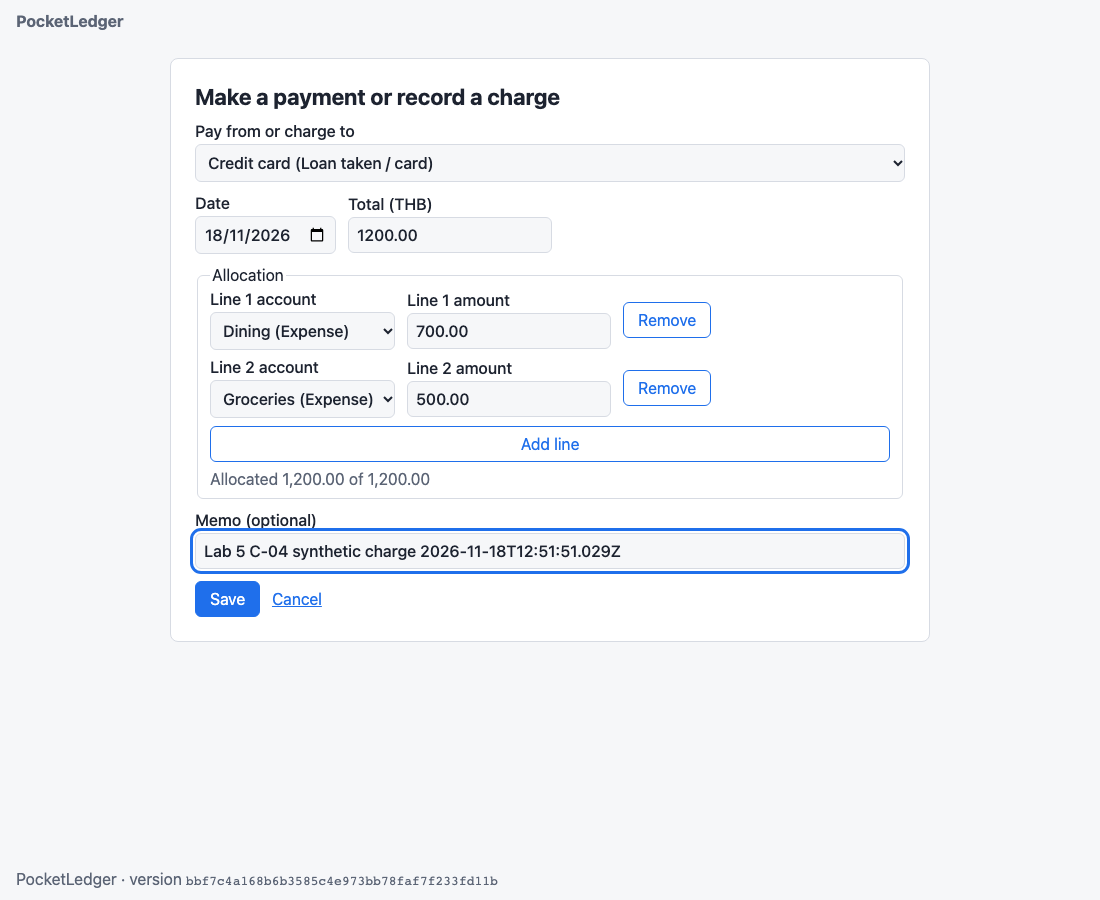 PocketLedger
Make a payment or record a charge
Pay from or charge to
Credit card (Loan taken / card)
Date
Total (THB)
18/11/2026
1200.00
Allocation
Line 1 account
Line 1 amount
Dining (Expense)
700.00
Remove
Line 2 account
Line 2 amount
Groceries (Expense)
500.00
Remove
Add line
Allocated 1,200.00 of 1,200.00
Memo (optional)
Lab 5 C-04 synthetic charge 2026-11-18T12:51:51.029Z
Save
Cancel
PocketLedger · version bbf7c4a168b6b3585c4e973bb78faf7f233fd11b